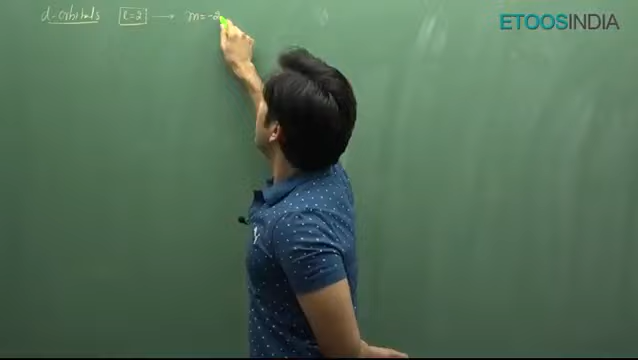 d-orbitals l=2 → m=-2
ETOOSINDIA